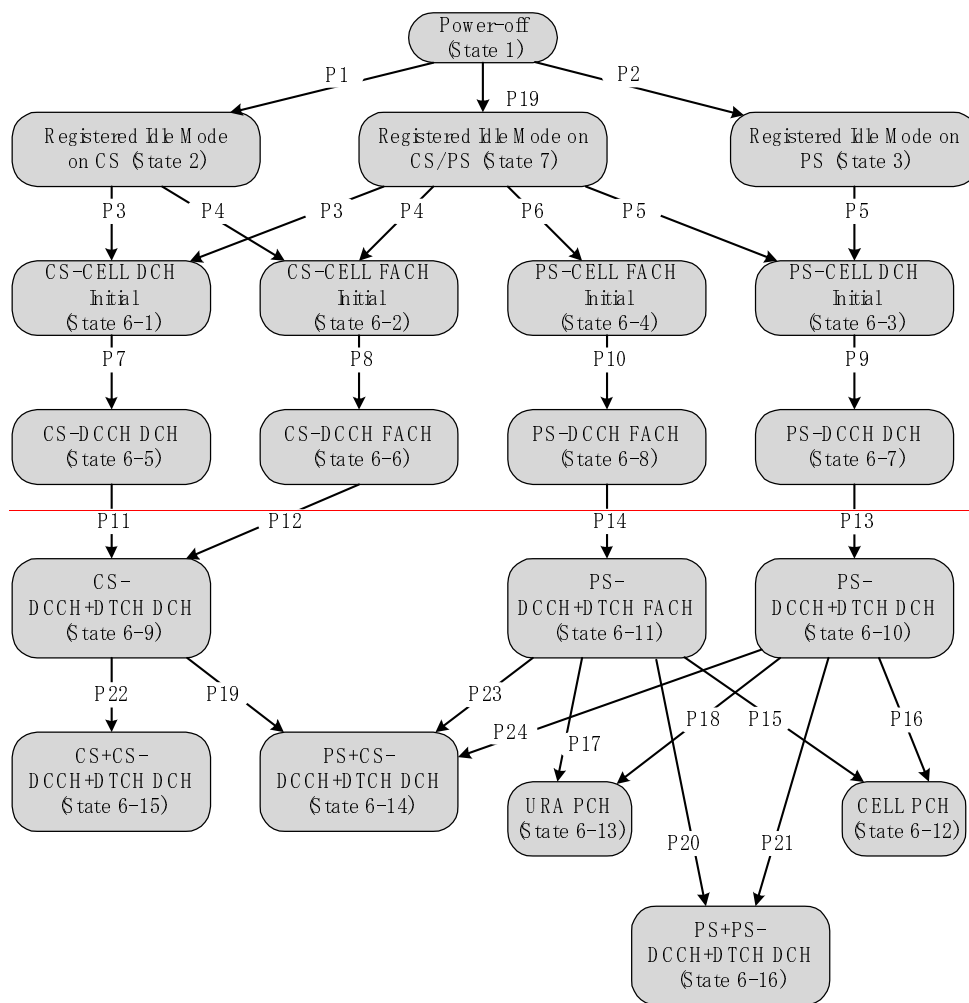 Power-off
(State 1)
P1
P2
P19
Registered Idle Mode
on CS (State 2)
Registered Idle Mode on
CS/PS (State 7)
Registered Idle Mode on
PS (State 3)
P3
P4
P3
P4
P6
P5
P5
CS-CELL DCH
Initial
(State 6-1)
CS-CELL FACH
Initial
(State 6-2)
PS-CELL FACH
Initial
(State 6-4)
PS-CELL DCH
Initial
(State 6-3)
P7
P8
P10
P9
CS-DCCH DCH
(State 6-5)
CS-DCCH FACH
(State 6-6)
PS-DCCH FACH
(State 6-8)
PS-DCCH DCH
(State 6-7)
P11
P12
P14
P13
CS-
DCCH+DTCH DCH
(State 6-9)
PS-
DCCH+DTCH FACH
(State 6-11)
PS-
DCCH+DTCH DCH
(State 6-10)
P22
P19
P23
P24
P17
P18
P15
P16
CS+CS-
DCCH+DTCH DCH
(State 6-15)
PS+CS-
DCCH+DTCH DCH
(State 6-14)
URA PCH
(State 6-13)
CELL PCH
(State 6-12)
P20
P21
PS+PS-
DCCH+DTCH DCH
(State 6-16)